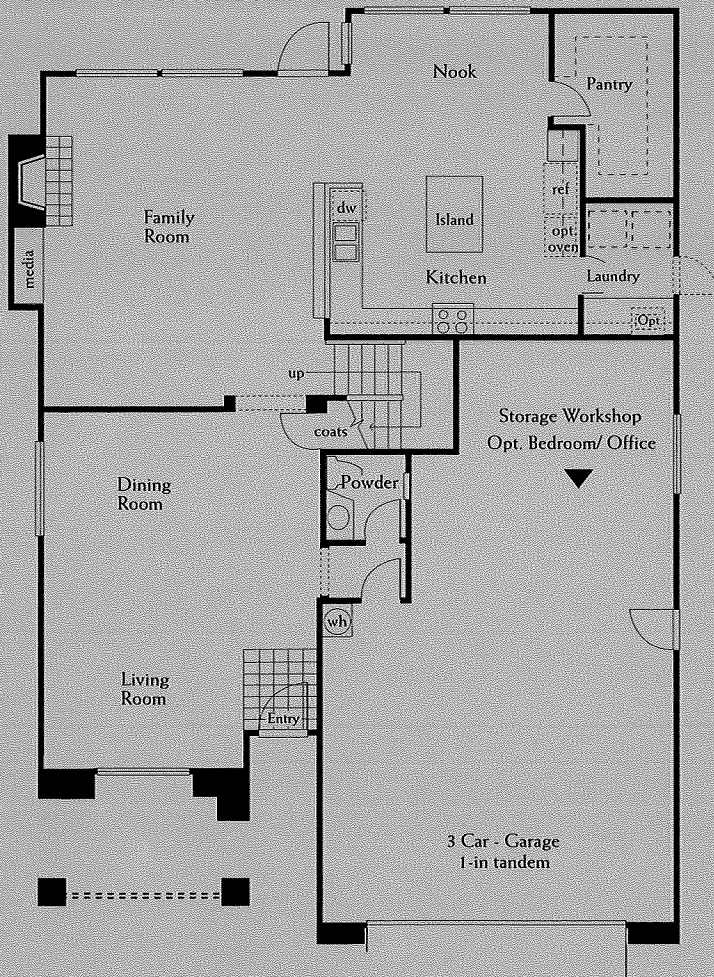 Nook
Pantry
ref
Family
Room
dw
Island
opt.
oven
media
Kitchen
Laundry
Opt.
up
coats
Storage Workshop
Opt. Bedroom/ Office
Dining
Room
Powder
wh
Living
Room
Entry
3 Car - Garage
1-in tandem